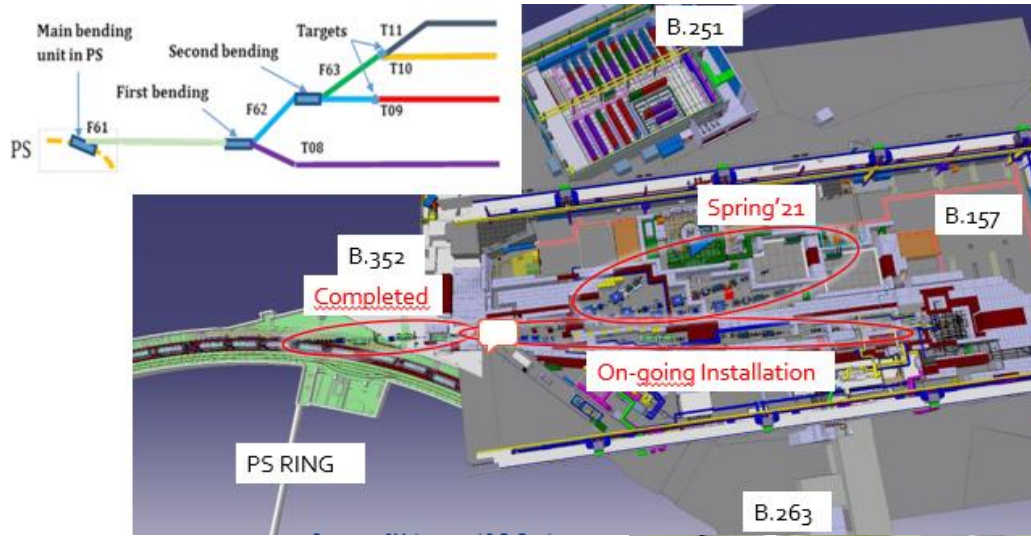 Main bending
unit in PS
Second bending
Targets
T11
T10
F63
First bending
F62
T09
F61
PS
T08
B.251
Spring'21
B.157
B.352
Completed
On-going Installation
PS RING
B.263